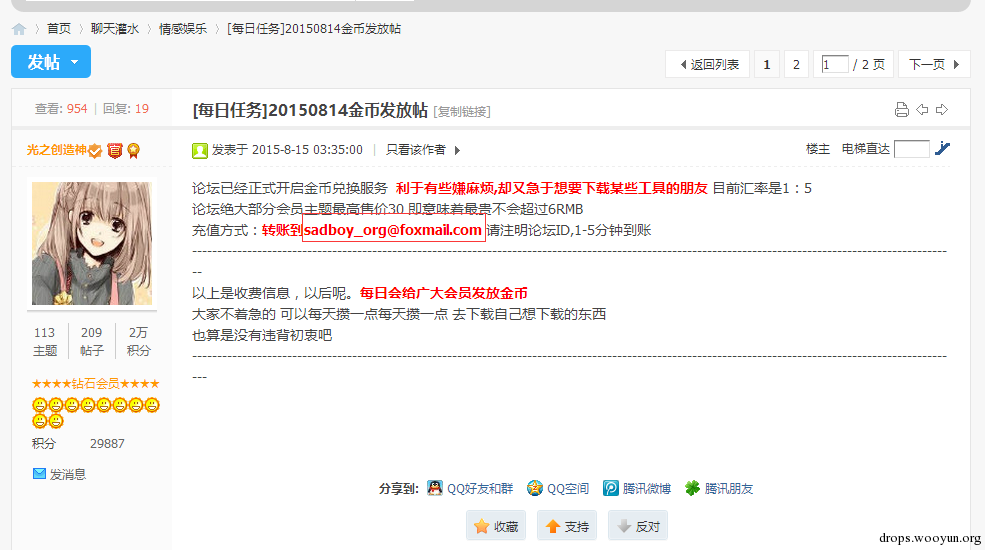 首页 > 聊天灌水 > 情感娱乐 > [每日任务]20150814金币发放帖
发帖
返回列表 1 2 1 / 2 页 下一页
查看: 954 | 回复: 19
[每日任务]20150814金币发放帖 [复制链接]
光之创造神
发表于 2015-8-15 03:35:00 | 只看该作者
楼主 电梯直达
论坛已经正式开启金币兑换服务 利于有些嫌麻烦,却又急于想要下载某些工具的朋友 目前汇率是1：5
论坛绝大部分会员主题最高售价30 即意味着最贵不会超过6RMB
充值方式：转账到sadboy_org@foxmail.com 请注明论坛ID,1-5分钟到账
以上是收费信息，以后呢。每日会给广大会员发放金币
大家不着急的 可以每天攒一点每天攒一点 去下载自己想下载的东西
也算是没有违背初衷吧
113 209 2万
主题 帖子 积分
★★★★钻石会员★★★★
积分 29887
发消息
分享到: QQ好友和群 QQ空间 腾讯微博 腾讯朋友
收藏 支持 反对
drops.wooyun.org